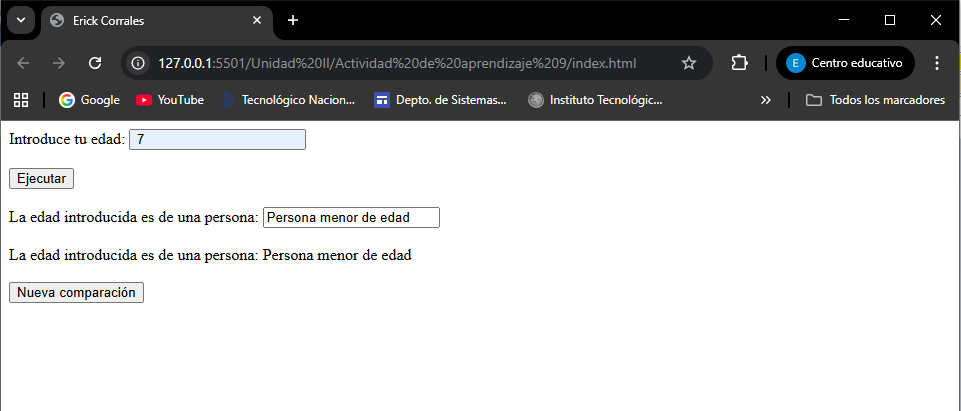 Erick Corrales
127.0.0.1:5501/Unidad%20II/Actividad%20de%20aprendizaje%209/index.html
Centro educativo
E
Google
YouTube
Tecnológico Nacion...
Depto. de Sistemas...
Instituto Tecnológic...
Todos los marcadores
Introduce tu edad: 7
Ejecutar
La edad introducida es de una persona: Persona menor de edad
La edad introducida es de una persona: Persona menor de edad
Nueva comparación